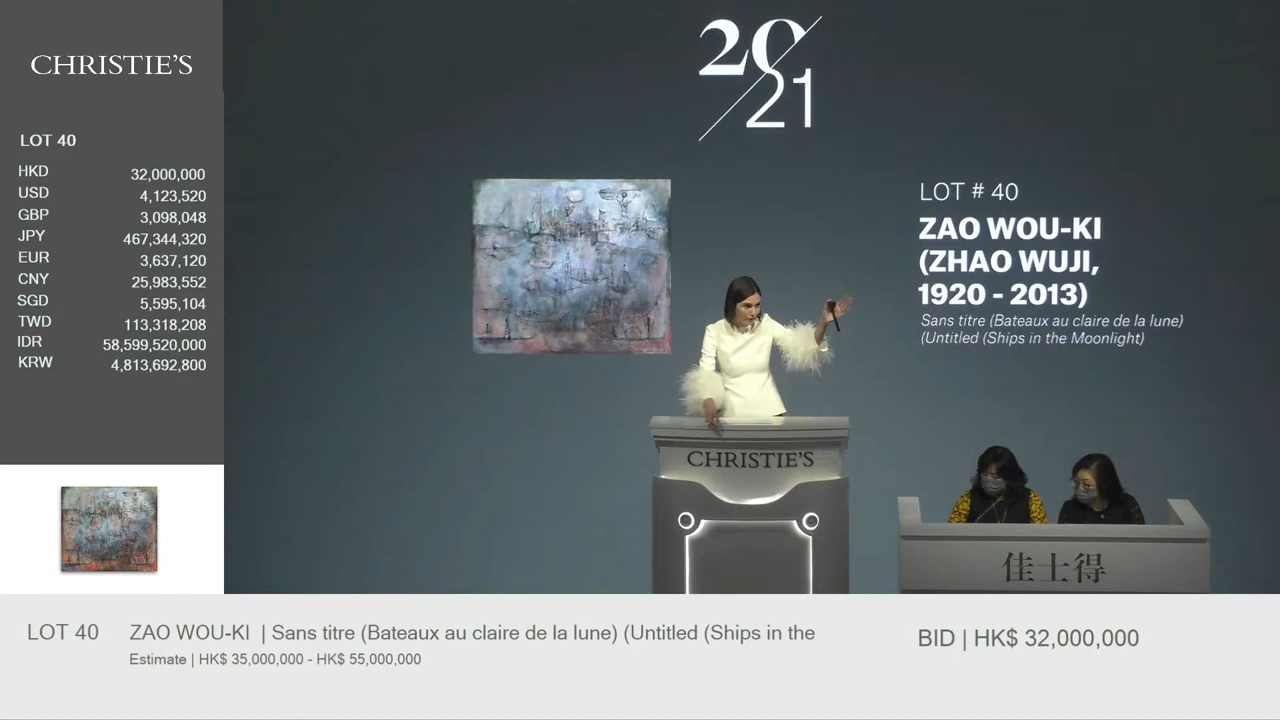 CHRISTIE'S
LOT 40
HKD 32,000,000
USD 4,123,520
GBP 3,098,048
JPY 467,344,320
EUR 3,637,120
CNY 25,983,552
SGD 5,595,104
TWD 113,318,208
IDR 58,599,520,000
KRW 4,813,692,800
20
21
LOT # 40
ZAO WOU-KI
(ZHAO WUJI,
1920 - 2013)
Sans titre (Bateaux au claire de la lune)
(Untitled (Ships in the Moonlight)
CHRISTIE'S
佳士得
LOT 40 ZAO WOU-KI | Sans titre (Bateaux au claire de la lune) (Untitled (Ships in the
Estimate | HK$ 35,000,000 - HK$ 55,000,000
BID | HK$ 32,000,000